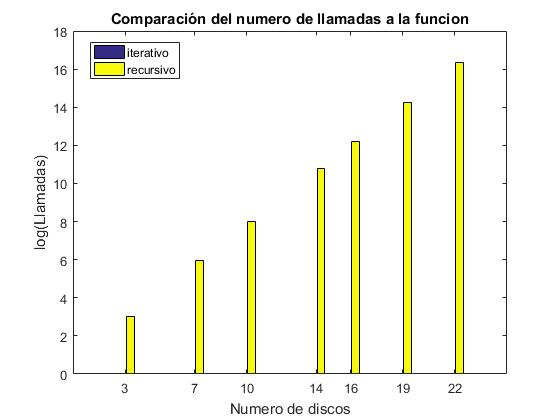 Comparación del numero de llamadas a la funcion
18
16
14
12
10
8
6
4
2
0
log(Llamadas)
iterativo
recursivo
3 7 10 14 16 19 22
Numero de discos